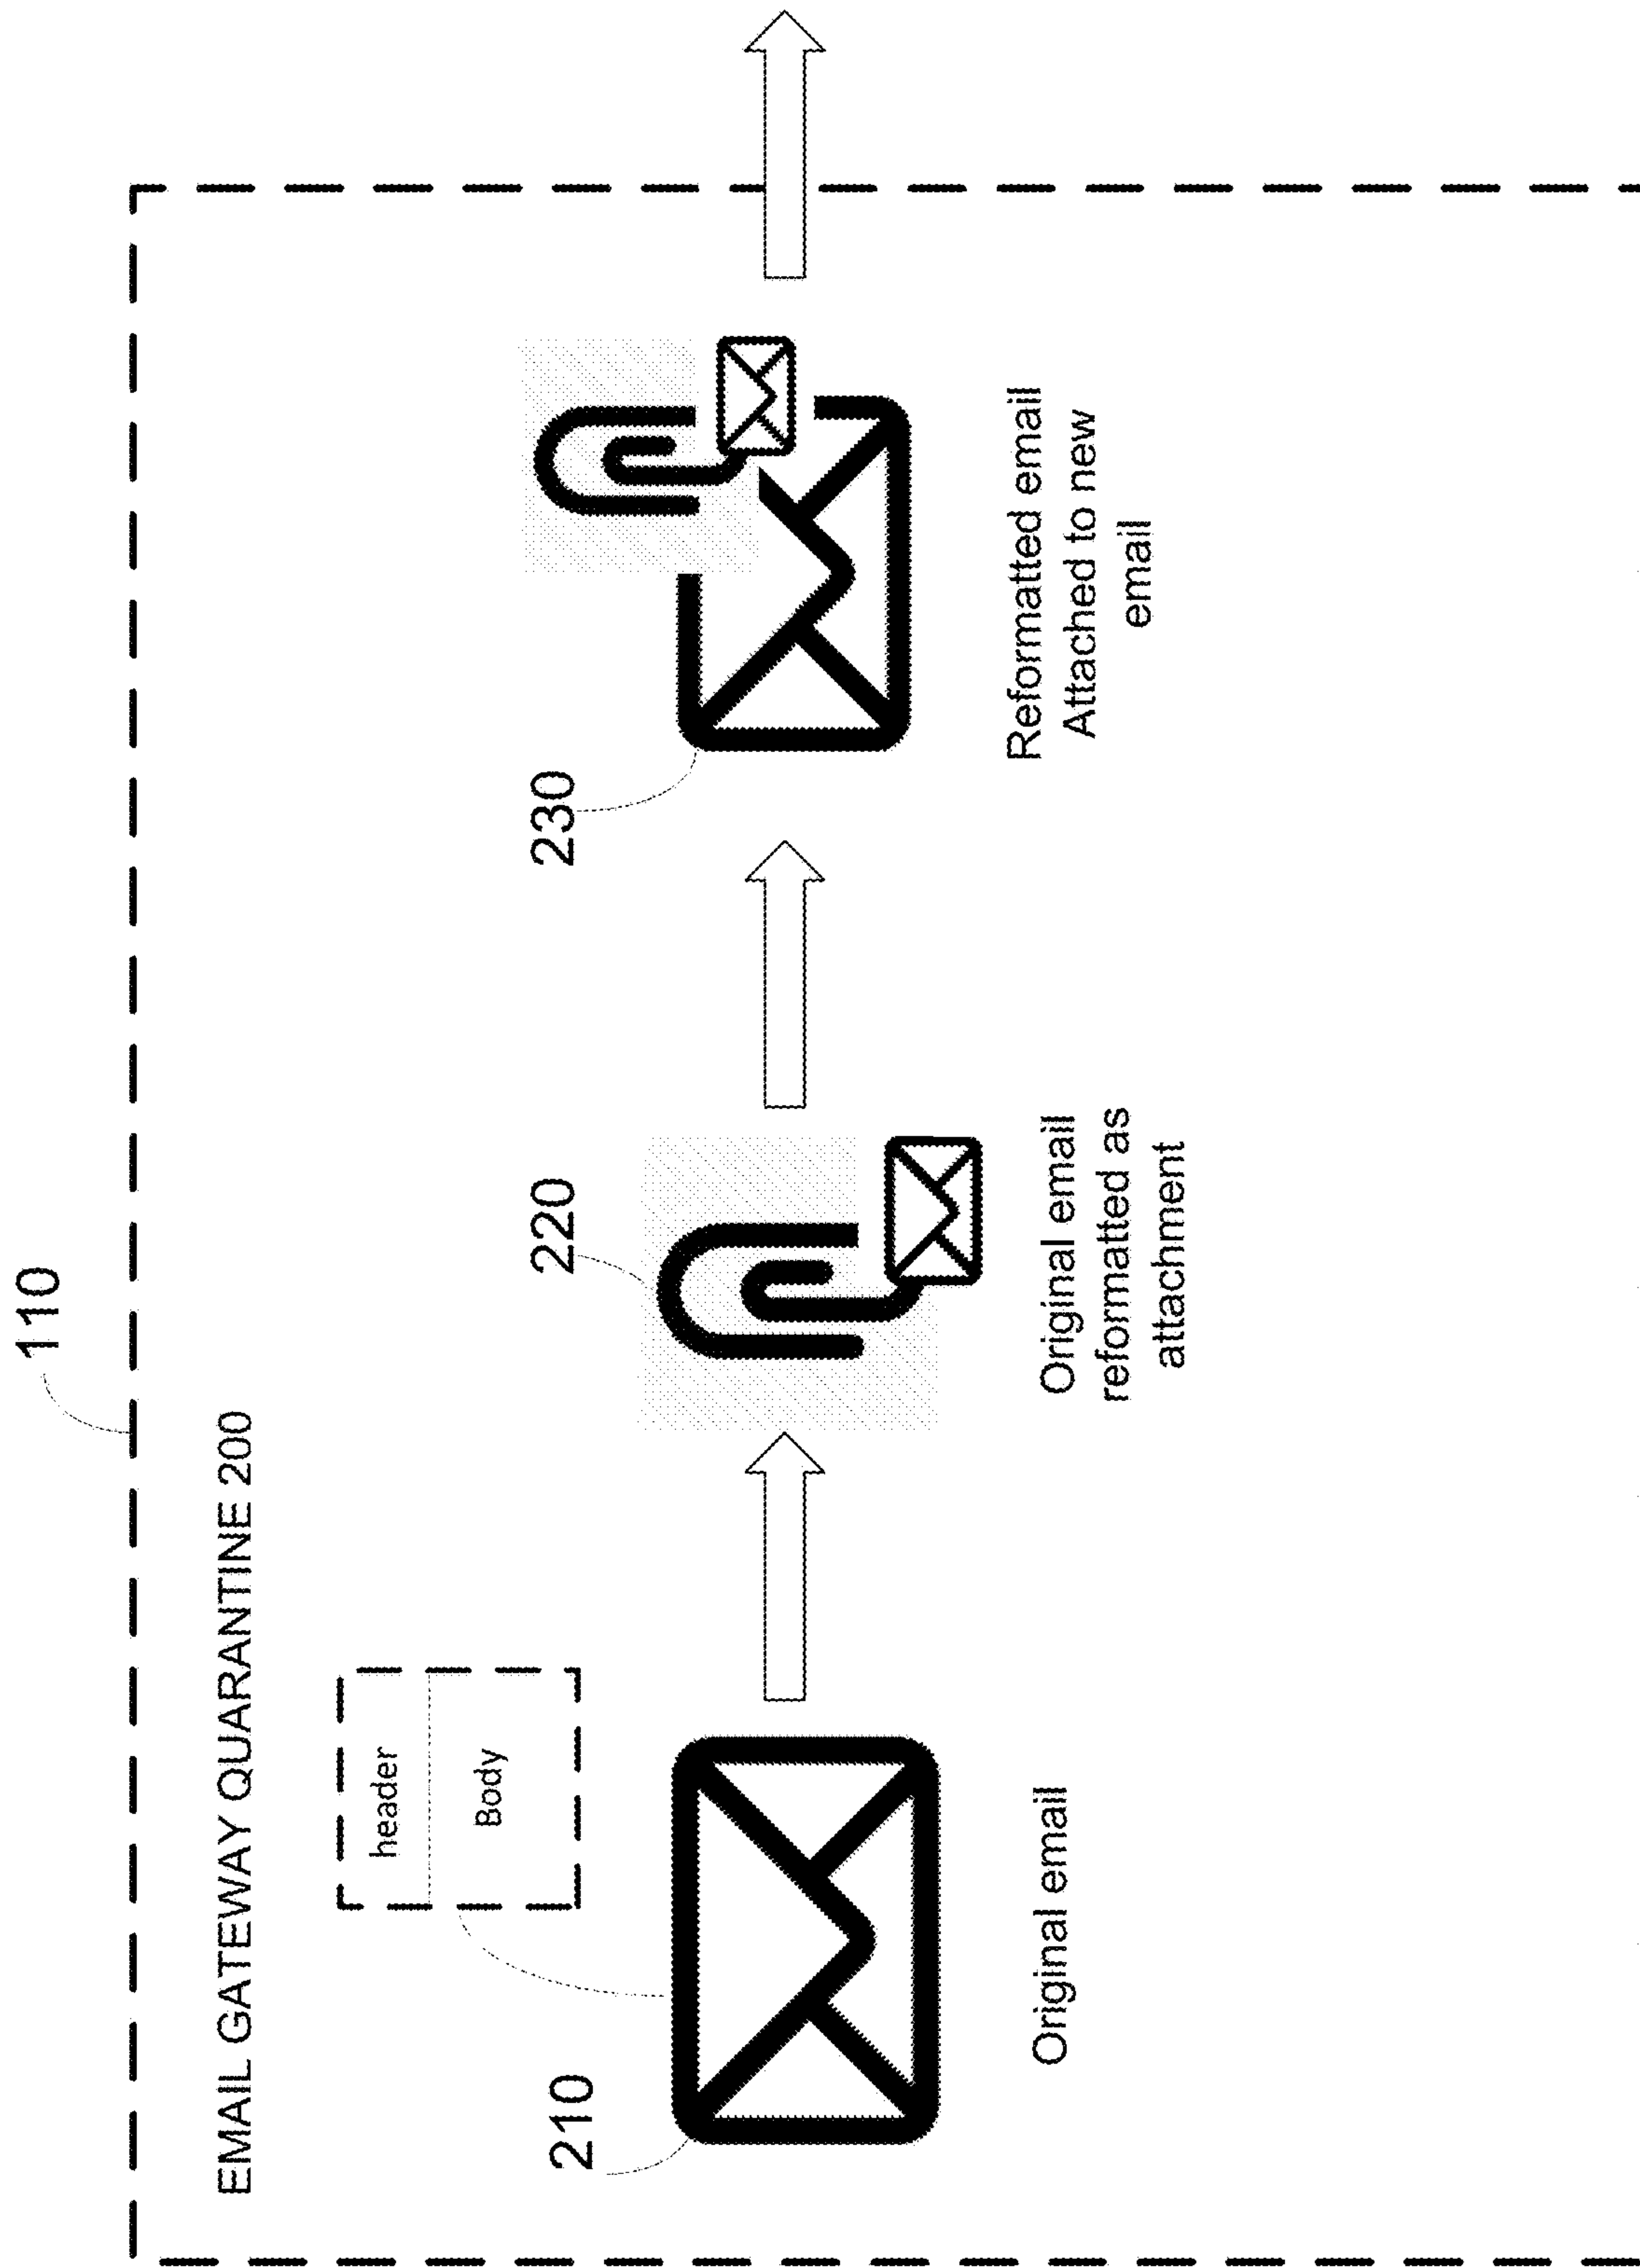 110
EMAIL GATEWAY QUARANTINE 200
header
Body
210
220
230
Original email
Original email
reformatted as
attachment
Reformatted email
Attached to new
email